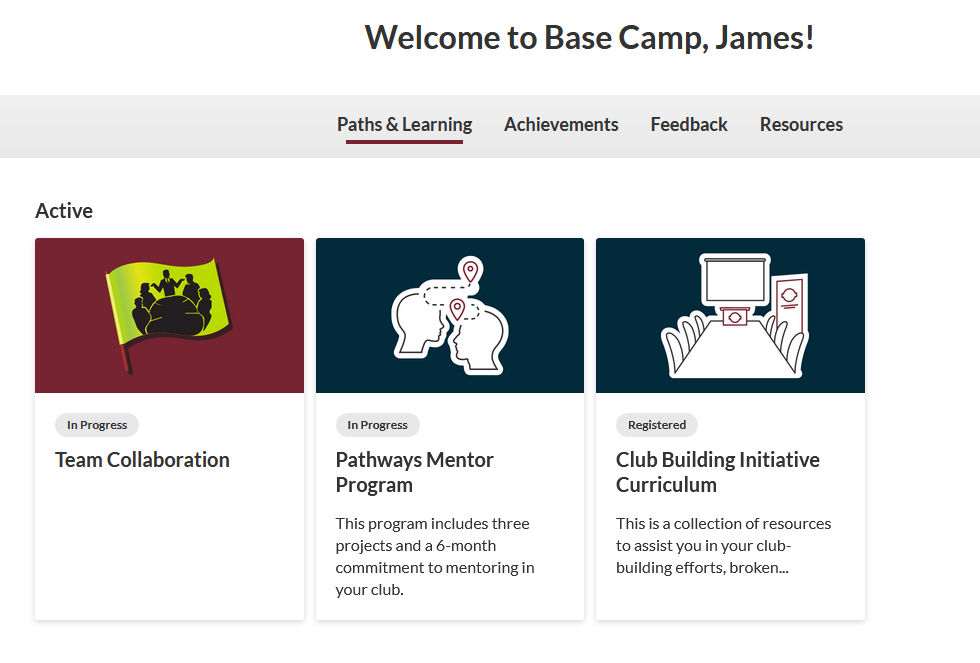 Welcome to Base Camp, James!
Paths & Learning
Achievements
Feedback
Resources
Active
In Progress
Team Collaboration
In Progress
Pathways Mentor
Program
This program includes three
projects and a 6-month
commitment to mentoring in
your club.
Registered
Club Building Initiative
Curriculum
This is a collection of resources
to assist you in your club-
building efforts, broken...